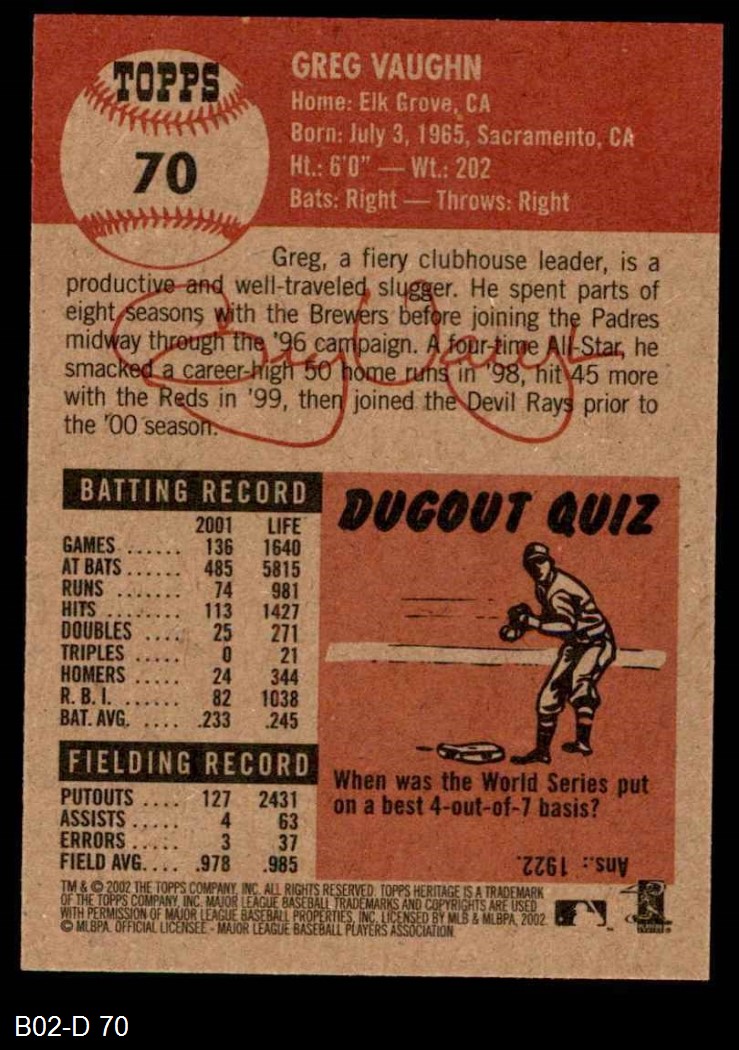 TOPPS
70
GREG VAUGHN
Home: Elk Grove, CA
Born: July 3, 1965, Sacramento, CA
Ht.: 6'0" — Wt.: 202
Bats: Right — Throws: Right
Greg, a fiery clubhouse leader, is a
productive and well-traveled slugger. He spent parts of
eight seasons with the Brewers before joining the Padres
midway through the '96 campaign. A four-time All-Star, he
smacked a career-high 50 home runs in '98, hit 45 more
with the Reds in '99, then joined the Devil Rays prior to
the '00 season.
BATTING RECORD
2001 LIFE
GAMES ...... 136 1640
AT BATS ...... 485 5815
RUNS ....... 74 981
HITS ........ 113 1427
DOUBLES .... 25 271
TRIPLES ..... 0 21
HOMERS ..... 24 344
R.B.I. ....... 82 1038
BAT. AVG. .... .233 .245
FIELDING RECORD
PUTOUTS .... 127 2431
ASSISTS ..... 4 63
ERRORS ..... 3 37
FIELD AVG.... .978 .985
DUGOUT QUIZ
When was the World Series put
on a best 4-out-of-7 basis?
Ans.: 1922.
TM & © 2002 THE TOPPS COMPANY, INC. ALL RIGHTS RESERVED. TOPPS HERITAGE IS A TRADEMARK
OF THE TOPPS COMPANY, INC. MAJOR LEAGUE BASEBALL TRADEMARKS AND COPYRIGHTS ARE USED
WITH PERMISSION OF MAJOR LEAGUE BASEBALL PROPERTIES, INC. LICENSED BY MLB & MLBPA, 2002
© MLBPA. OFFICIAL LICENSEE - MAJOR LEAGUE BASEBALL PLAYERS ASSOCIATION.
B02-D 70